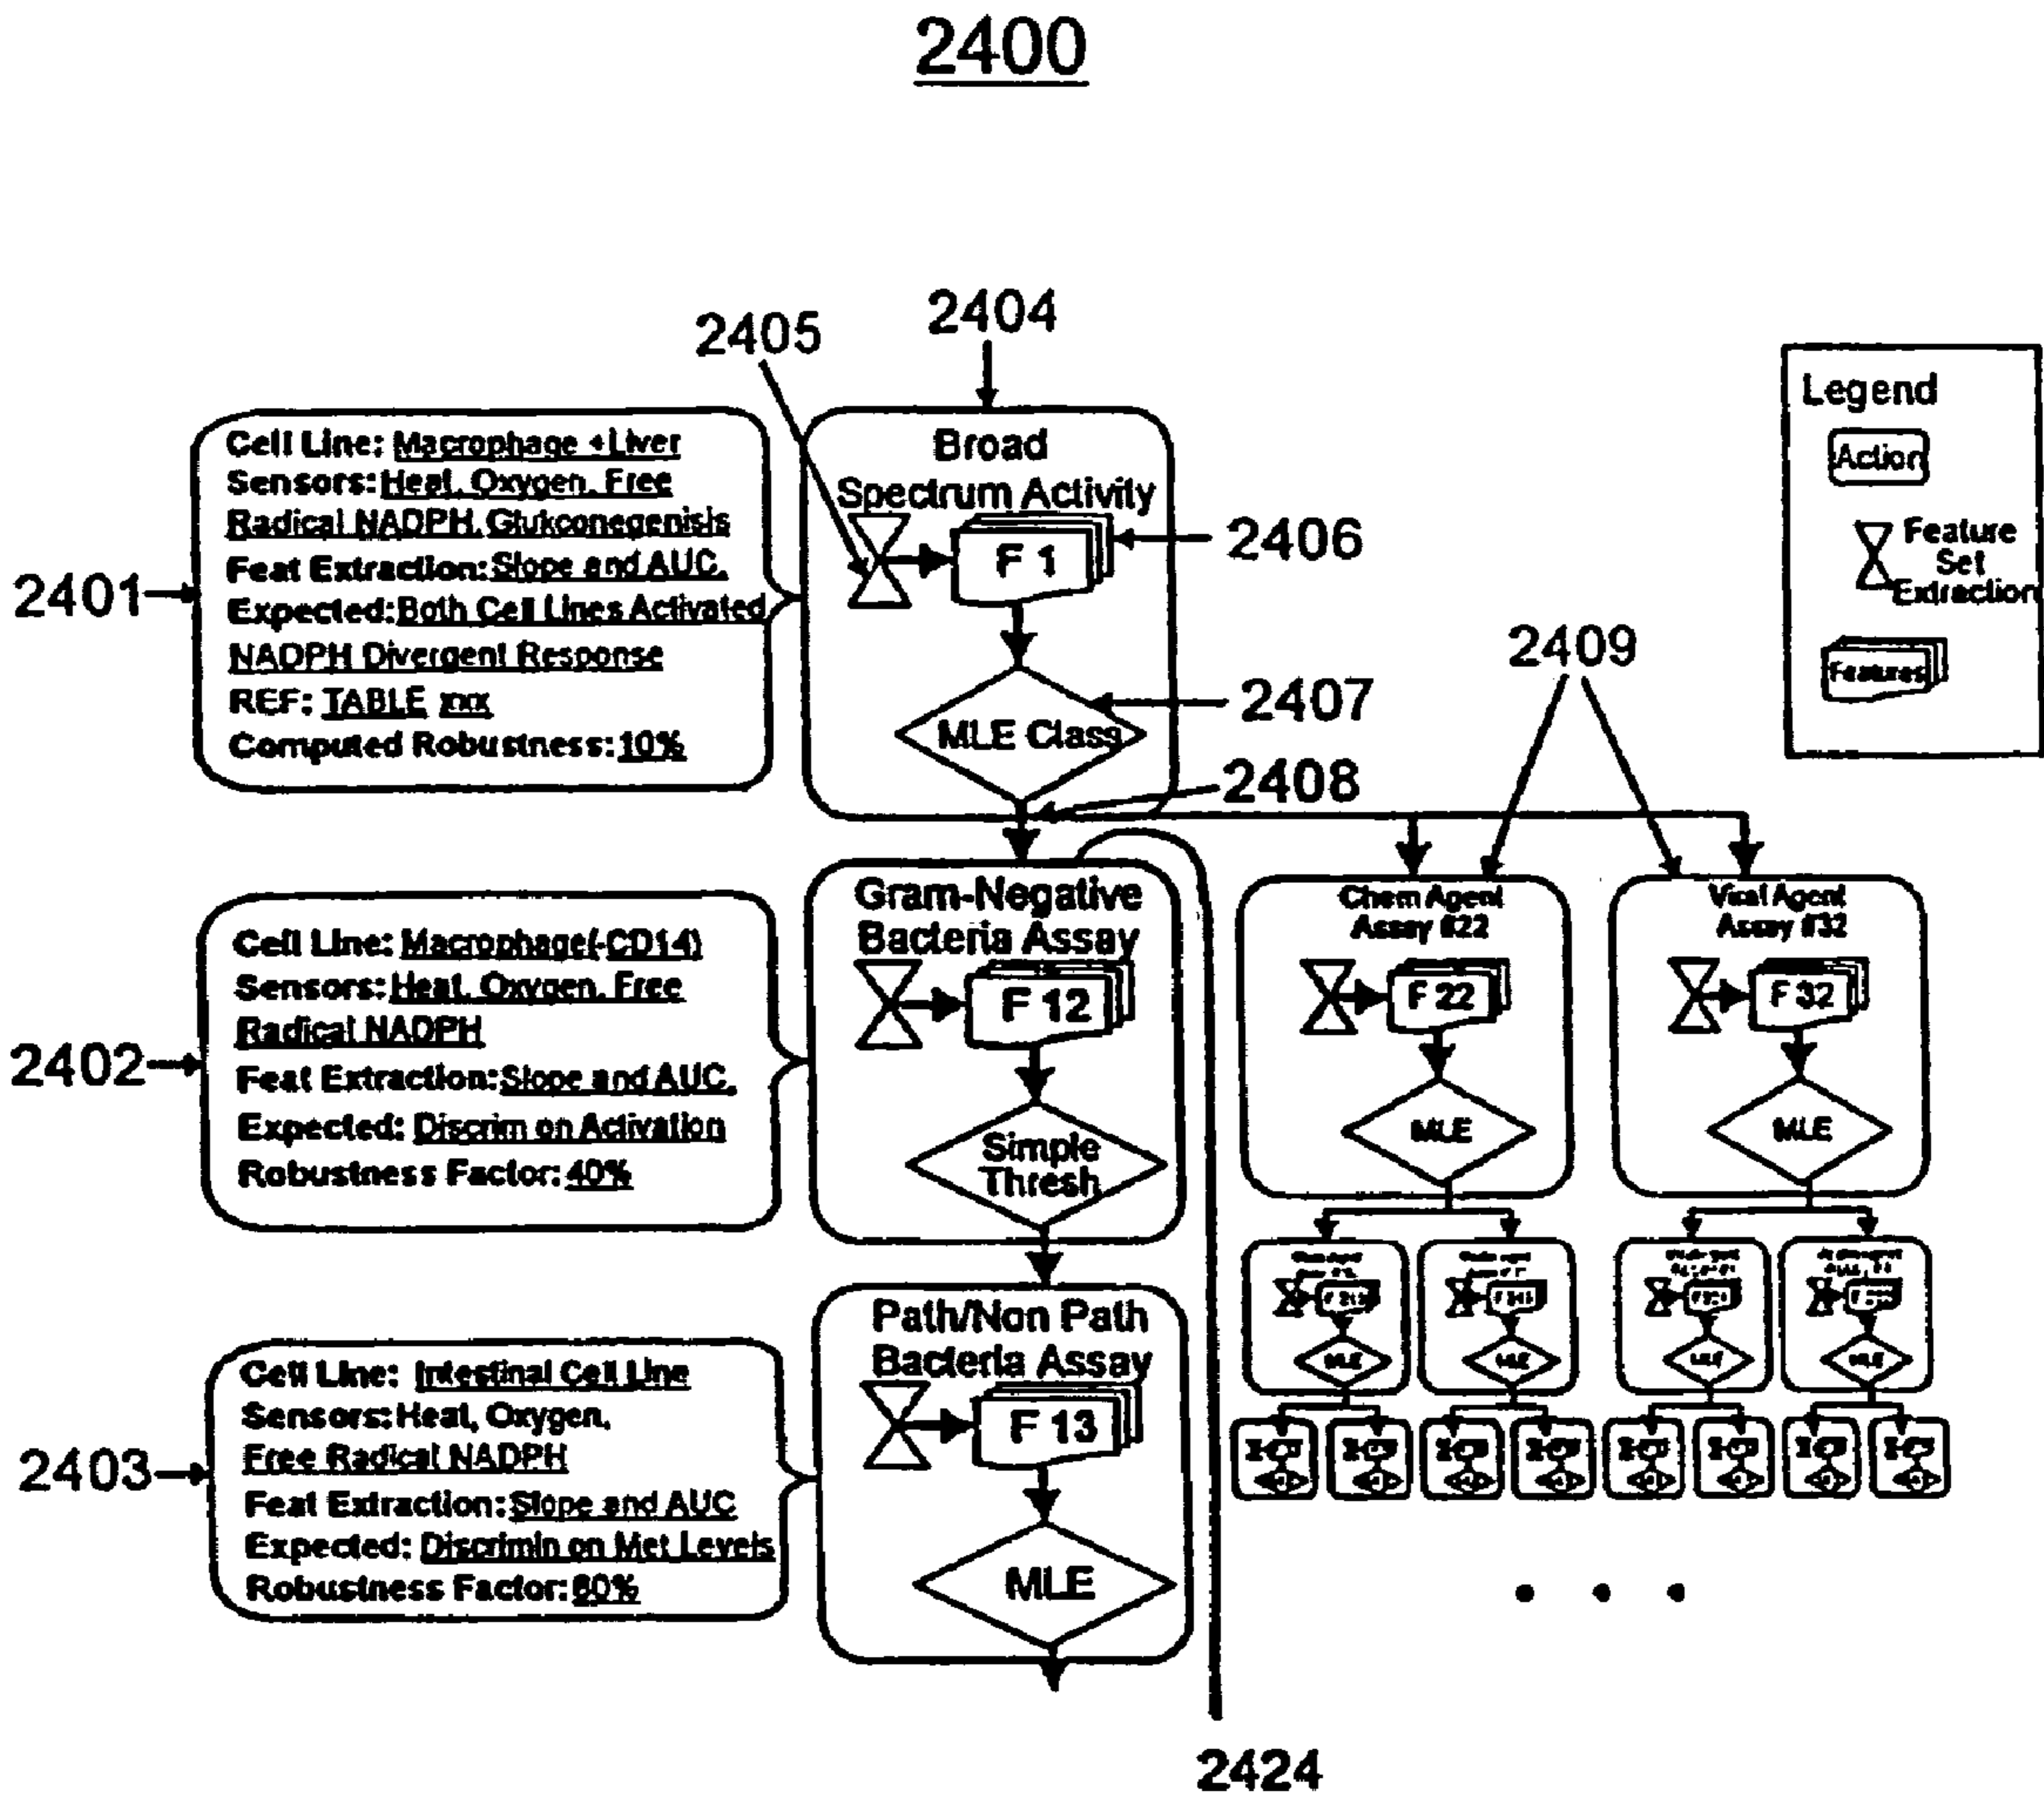 2400
2404
2405
Legend
Action
Feature
Set
Extraction
Features
2401
Cell Line: Macrophage +Liver
Sensors: Heat, Oxygen, Free
Radical NADPH, Glukconegenisis
Feat Extraction: Slope and AUC,
Expected: Both Cell Lines Activated
NADPH Divergent Response
REF: TABLE xxx
Computed Robustness: 10%
Broad
Spectrum Activity
F 1
2406
MLE Class
2407
2408
2409
2402
Cell Line: Macrophage(-CD14)
Sensors: Heat, Oxygen, Free
Radical NADPH
Feat Extraction: Slope and AUC,
Expected: Discrim on Activation
Robustness Factor: 40%
Gram-Negative
Bacteria Assay
F 12
Simple
Thresh
Chem Agent
Assay #22
F 22
MLE
Viral Agent
Assay #32
F 32
MLE
MLE
MLE
MLE
MLE
2403
Cell Line: Intestinal Cell Line
Sensors: Heat, Oxygen,
Free Radical NADPH
Feat Extraction: Slope and AUC
Expected: Discrimin on Met Levels
Robustness Factor:
Path/Non Path
Bacteria Assay
F 13
MLE
. . .
2424